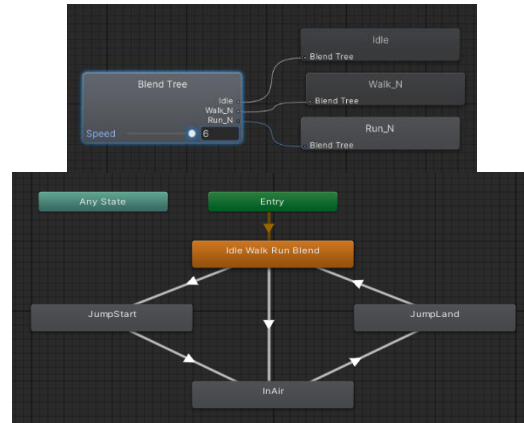 Idle
Blend Tree
Blend Tree
Walk_N
Idle
Walk_N
Blend Tree
Run_N
Speed 6
Run_N
Blend Tree
Any State
Entry
Idle Walk Run Blend
JumpStart
JumpLand
InAir